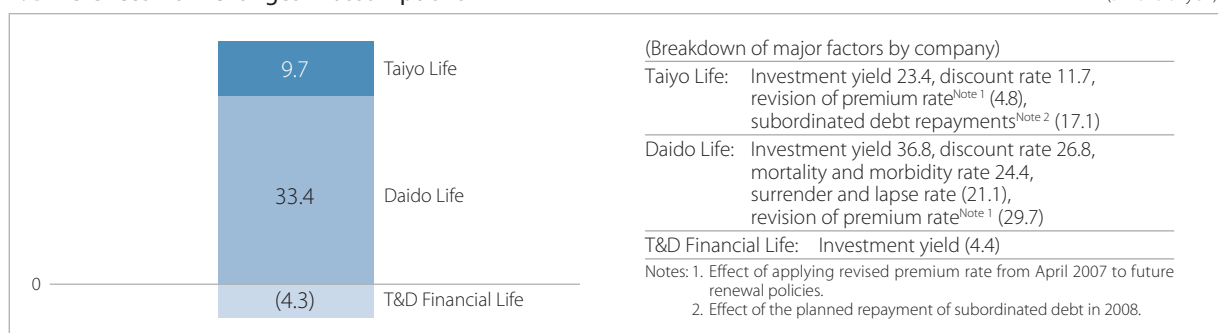 9.7
Taiyo Life
33.4
Daido Life
0
(4.3)
T&D Financial Life
(Breakdown of major factors by company)
Taiyo Life: Investment yield 23.4, discount rate 11.7,
revision of premium rateNote 1 (4.8),
subordinated debt repaymentsNote 2 (17.1)
Daido Life: Investment yield 36.8, discount rate 26.8,
mortality and morbidity rate 24.4,
surrender and lapse rate (21.1),
revision of premium rateNote 1 (29.7)
T&D Financial Life: Investment yield (4.4)
Notes: 1. Effect of applying revised premium rate from April 2007 to future
renewal policies.
2. Effect of the planned repayment of subordinated debt in 2008.